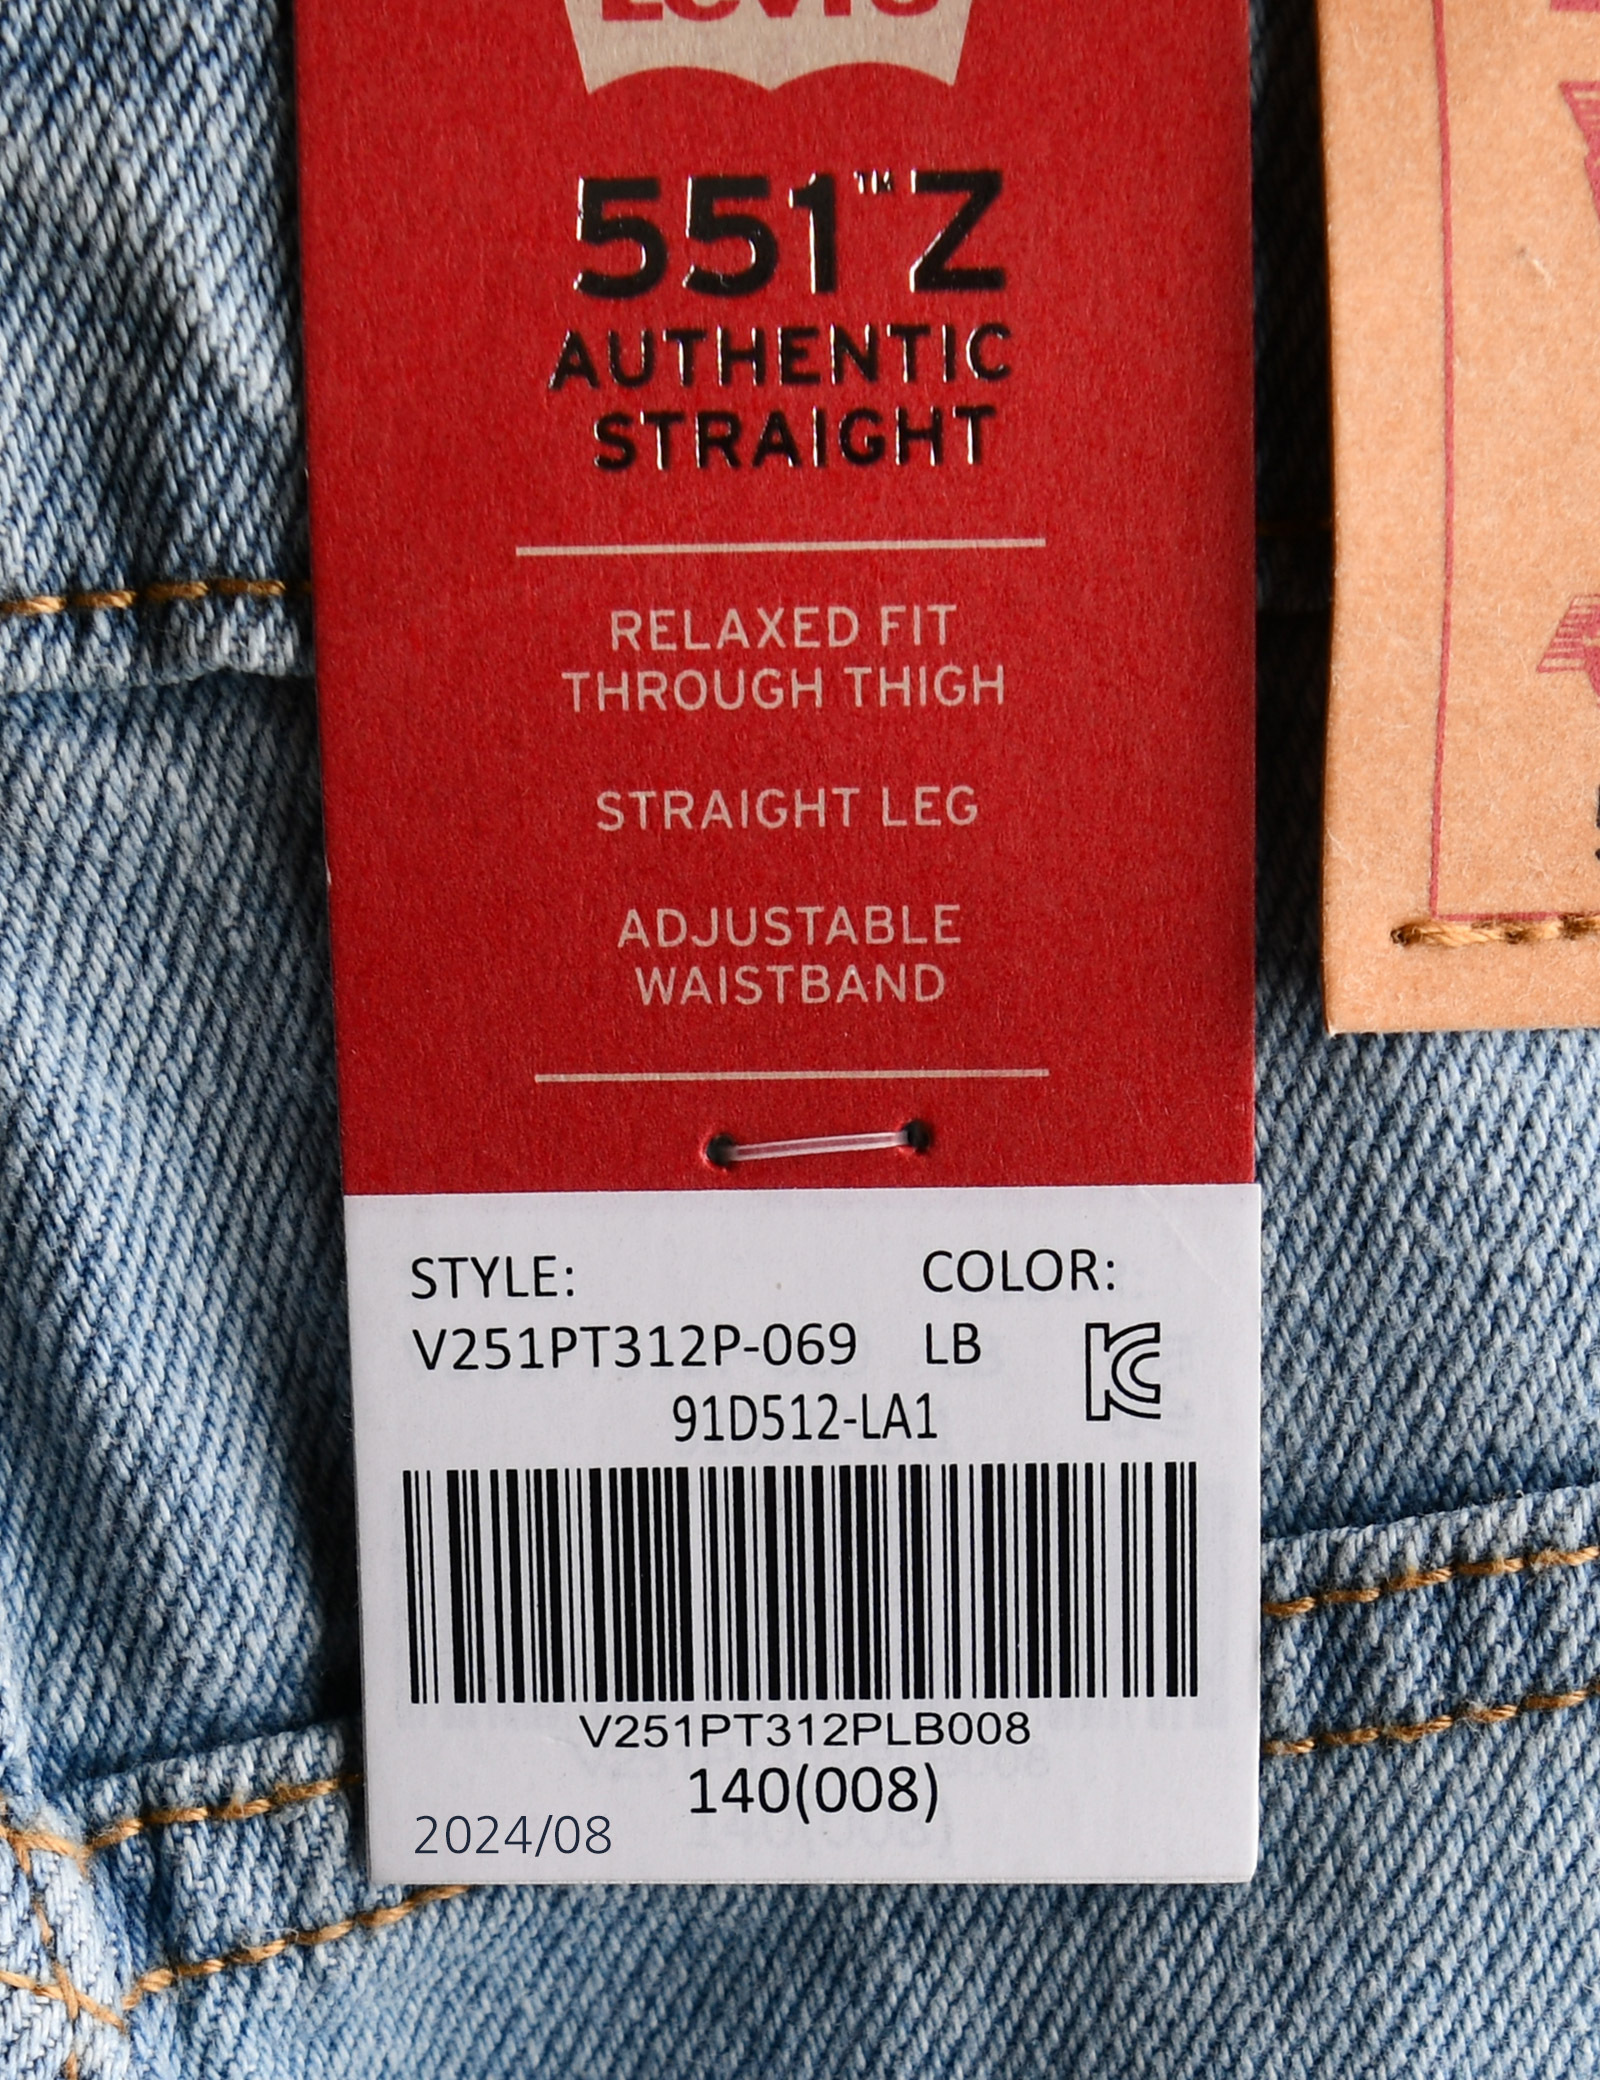 Levi's
551™Z
AUTHENTIC
STRAIGHT
RELAXED FIT
THROUGH THIGH
STRAIGHT LEG
ADJUSTABLE
WAISTBAND
STYLE: COLOR:
V251PT312P-069 LB
91D512-LA1
V251PT312PLB008
140(008)
2024/08